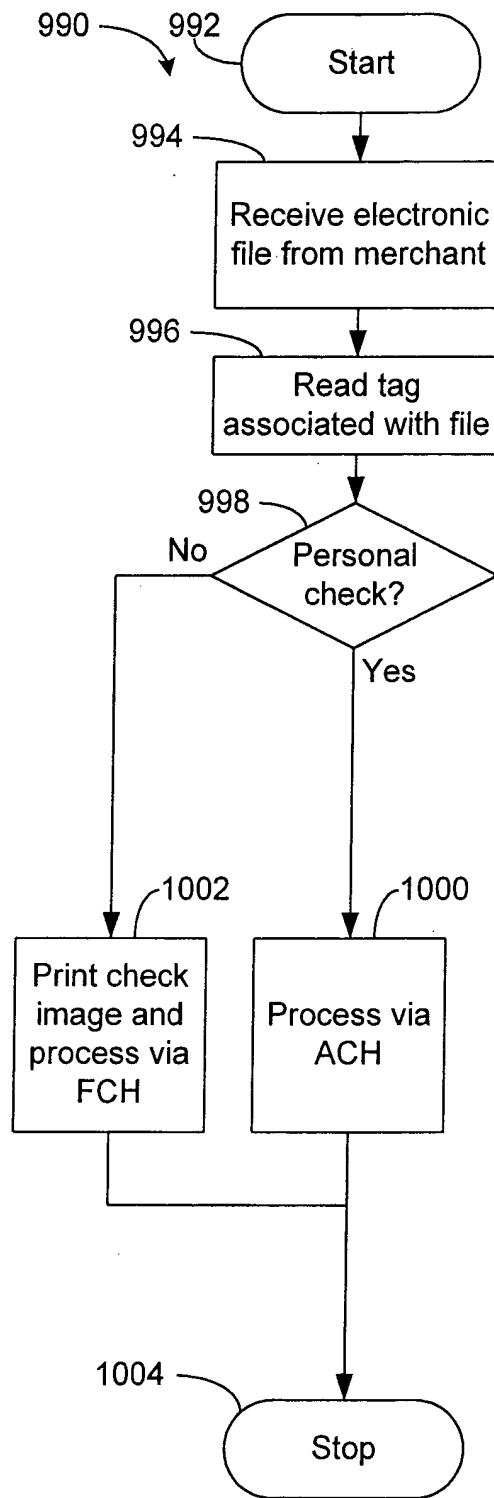 990
992
Start
994
Receive electronic
file from merchant
996
Read tag
associated with file
998
No
Personal
check?
Yes
1002
1000
Print check
image and
process via
FCH
Process via
ACH
1004
Stop